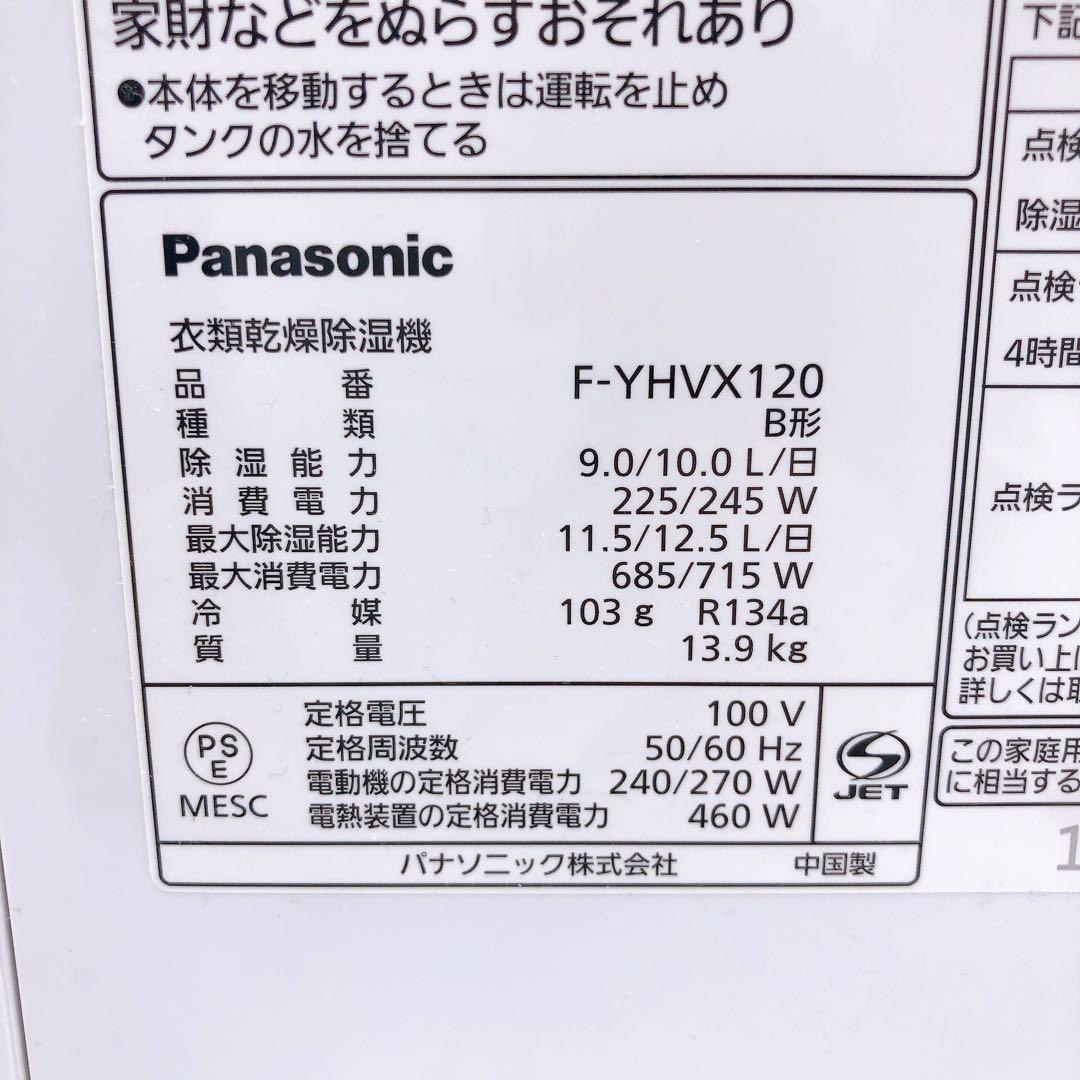 家財などをぬらすおそれあり
●本体を移動するときは運転を止め
タンクの水を捨てる
Panasonic
衣類乾燥除湿機
品番 F-YHVX120
種類 B形
除湿能力 9.0/10.0 L/日
消費電力 225/245 W
最大除湿能力 11.5/12.5 L/日
最大消費電力 685/715 W
冷媒 103 g R134a
質量 13.9 kg
PS
E
MESC
定格電圧 100 V
定格周波数 50/60 Hz
電動機の定格消費電力 240/270 W
電熱装置の定格消費電力 460 W
JET
パナソニック株式会社 中国製
下記
点検
除湿
点検
4時間
点検ラ
(点検ラン
お買い上げ
詳しくは取
この家庭用
に相当する
1